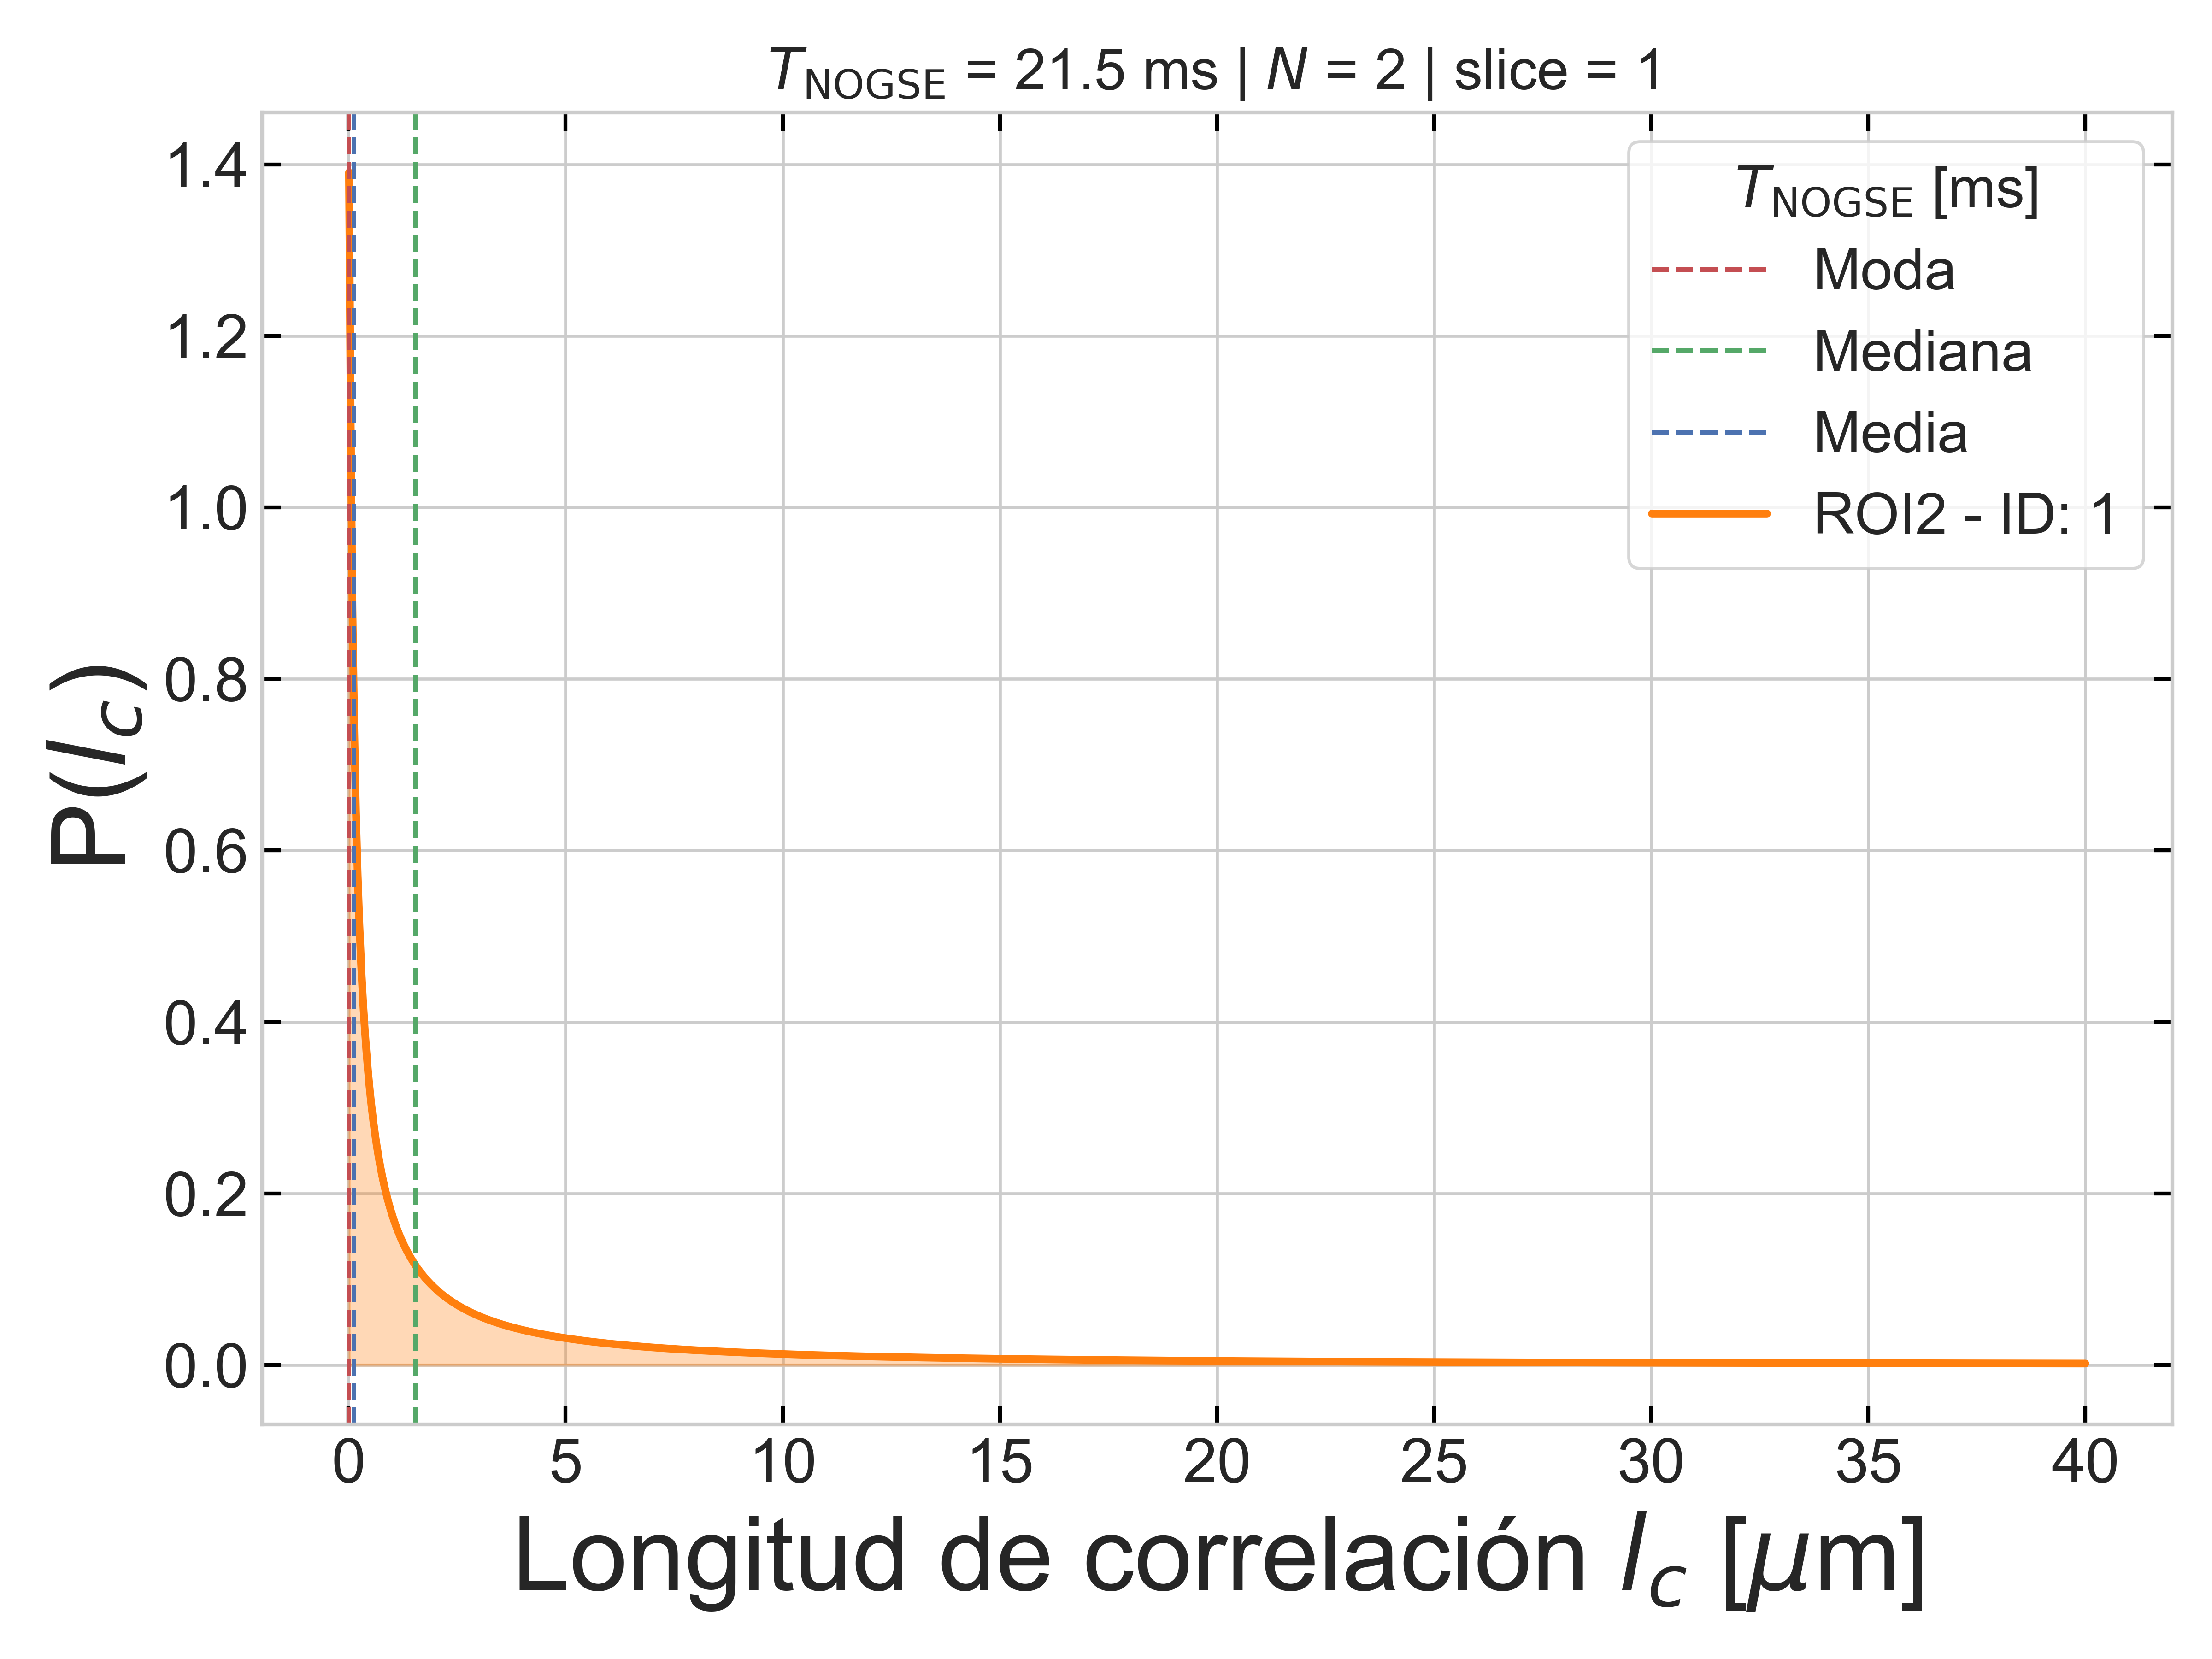 T_NOGSE = 21.5 ms | N = 2 | slice = 1
P(l_c)
1.4
1.2
1.0
0.8
0.6
0.4
0.2
0.0
T_NOGSE [ms]
Moda
Mediana
Media
ROI2 - ID: 1
0 5 10 15 20 25 30 35 40
Longitud de correlación l_c [μm]